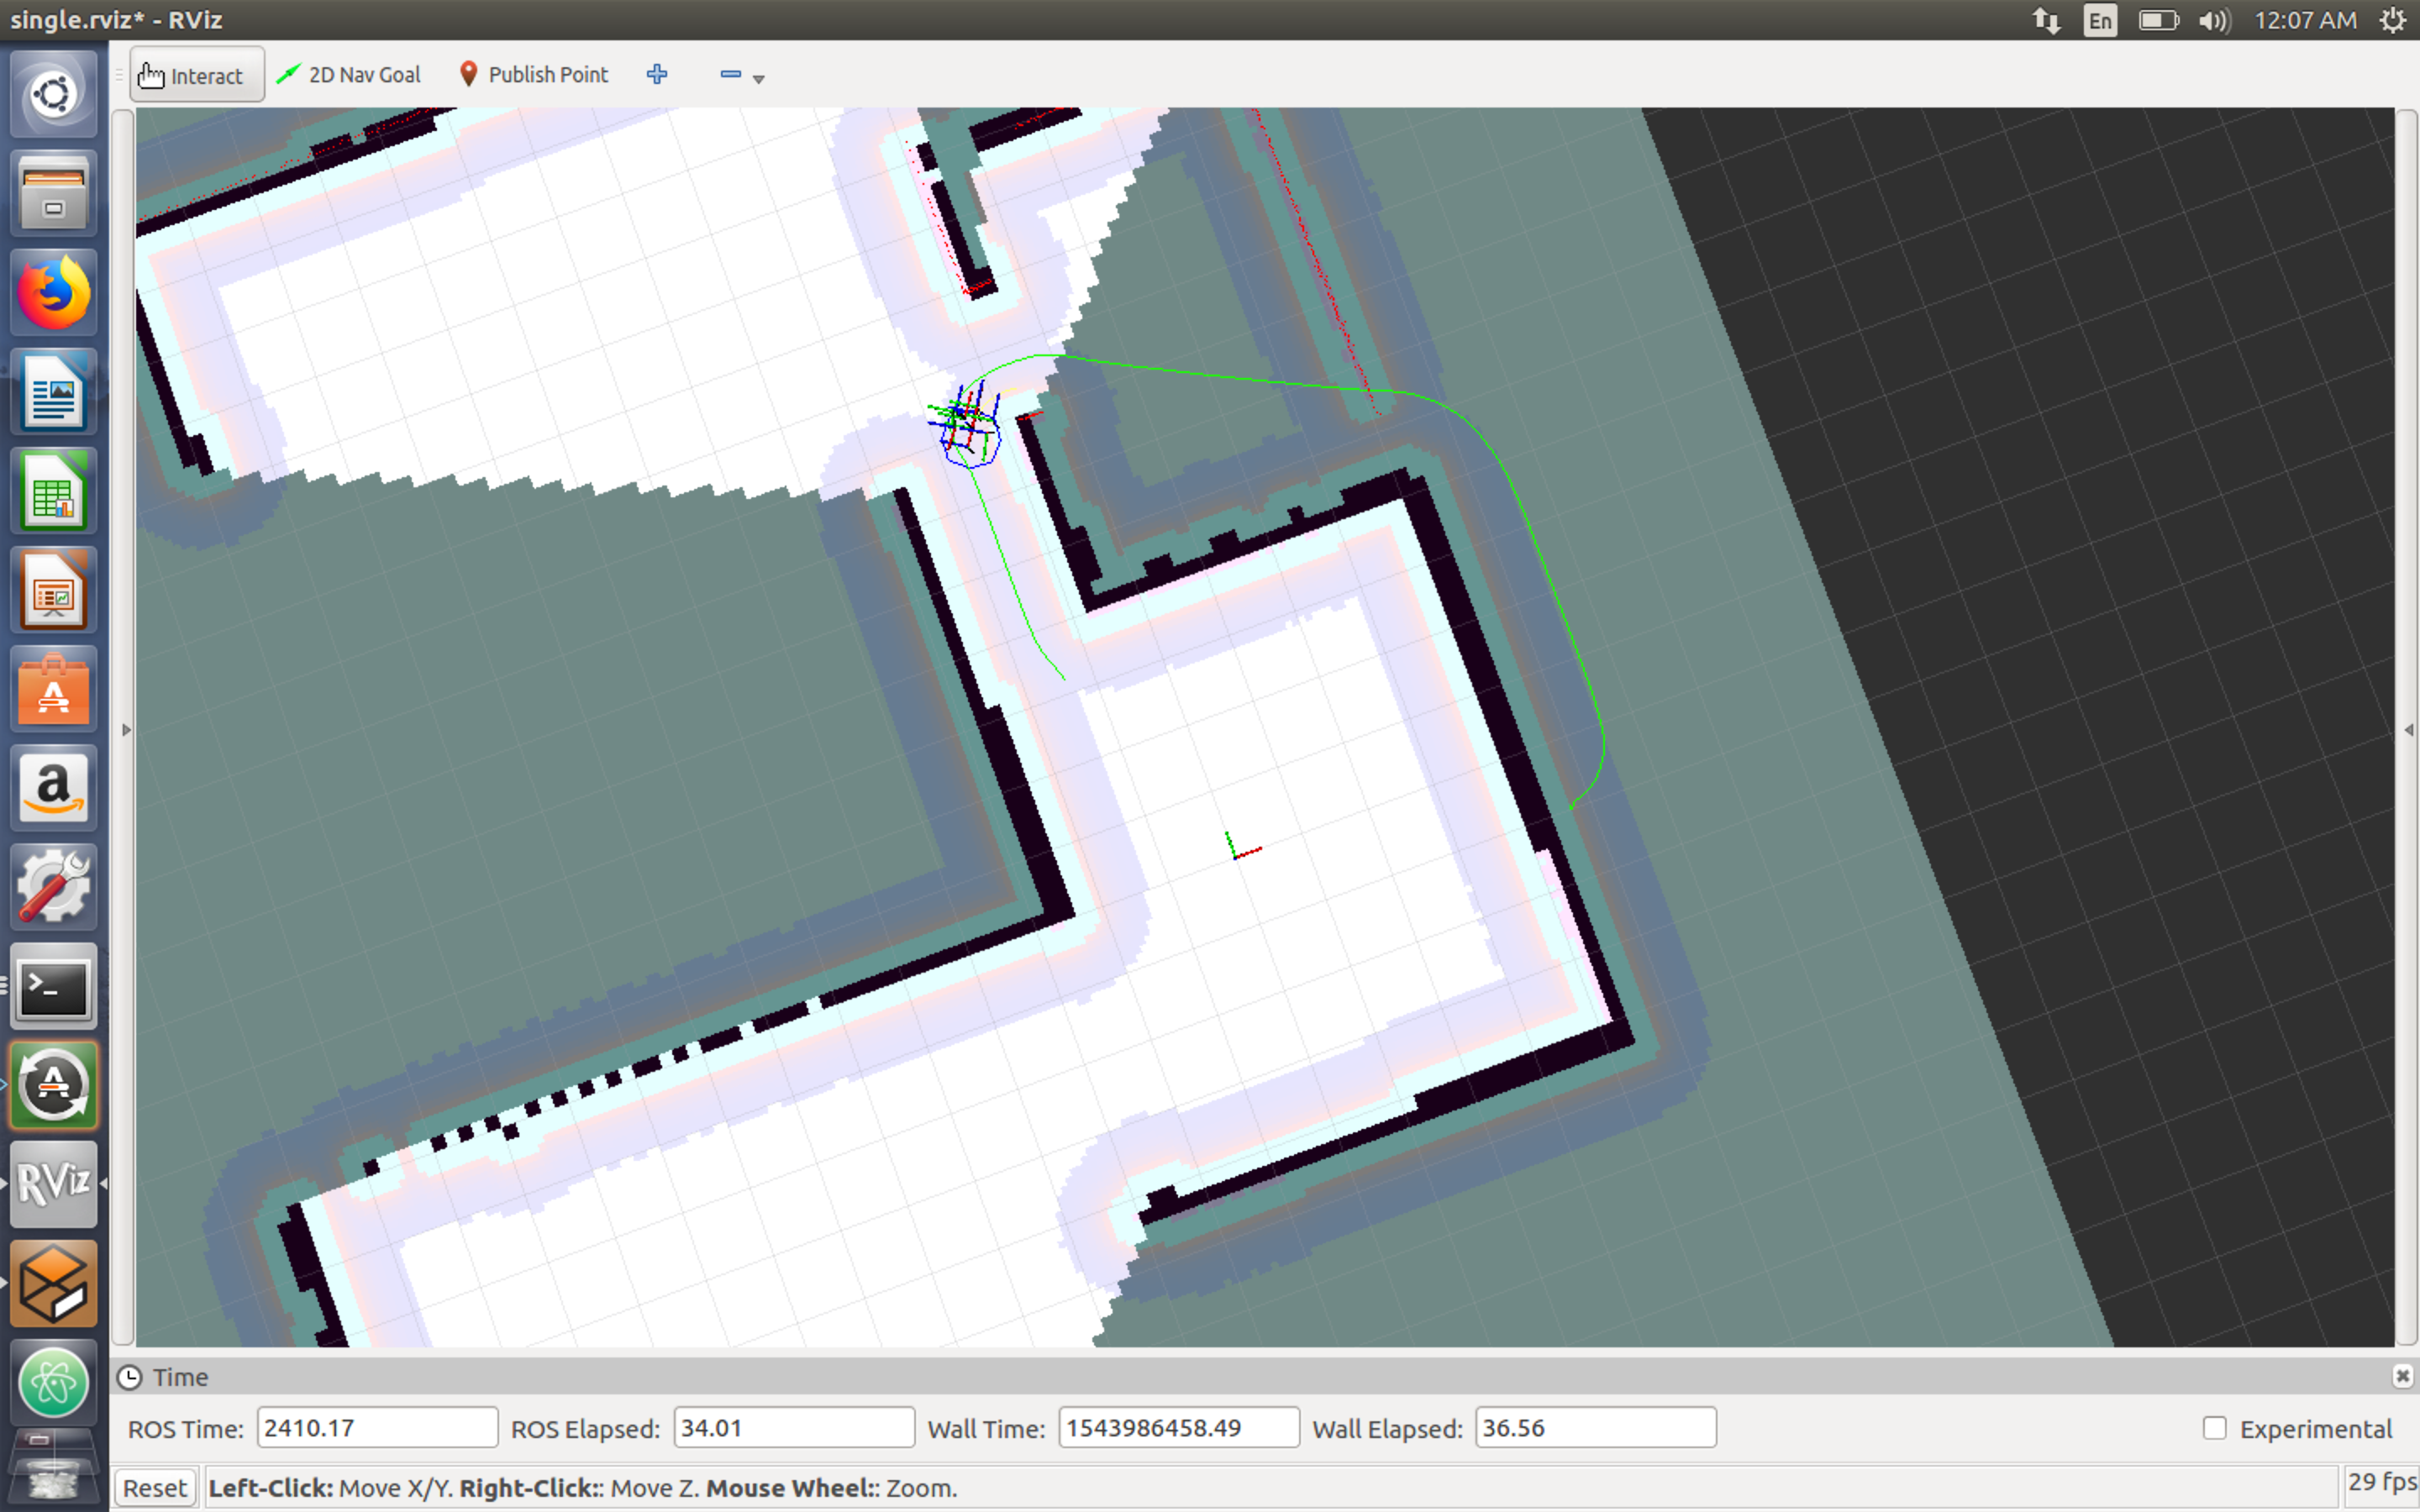 single.rviz* - RViz
En
12:07 AM
Interact
2D Nav Goal
Publish Point
a
>_
RViz
Time
ROS Time: 2410.17 ROS Elapsed: 34.01 Wall Time: 1543986458.49 Wall Elapsed: 36.56 Experimental
Reset Left-Click: Move X/Y. Right-Click:: Move Z. Mouse Wheel:: Zoom. 29 fps